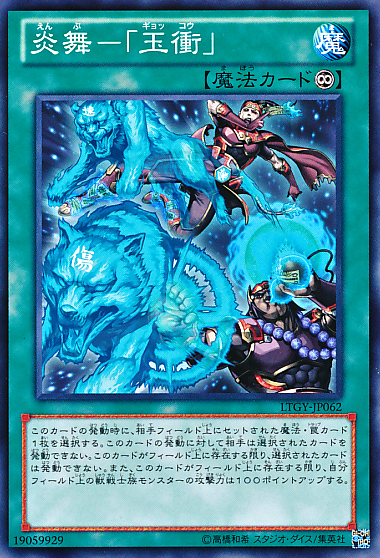 炎舞-「玉衝」
えん ぶ ギョッ コウ
魔
【魔法カード∞】
傷
LTGY-JP062
このカードの発動時に、相手フィールド上にセットされた魔法・罠カード
1枚を選択する。このカードの発動に対して相手は選択されたカードを
発動できない。このカードがフィールド上に存在する限り、選択されたカード
は発動できない。また、このカードがフィールド上に存在する限り、自分
フィールド上の獣戦士族モンスターの攻撃力は100ポイントアップする。
19059929
©高橋和希 スタジオ・ダイス/集英社